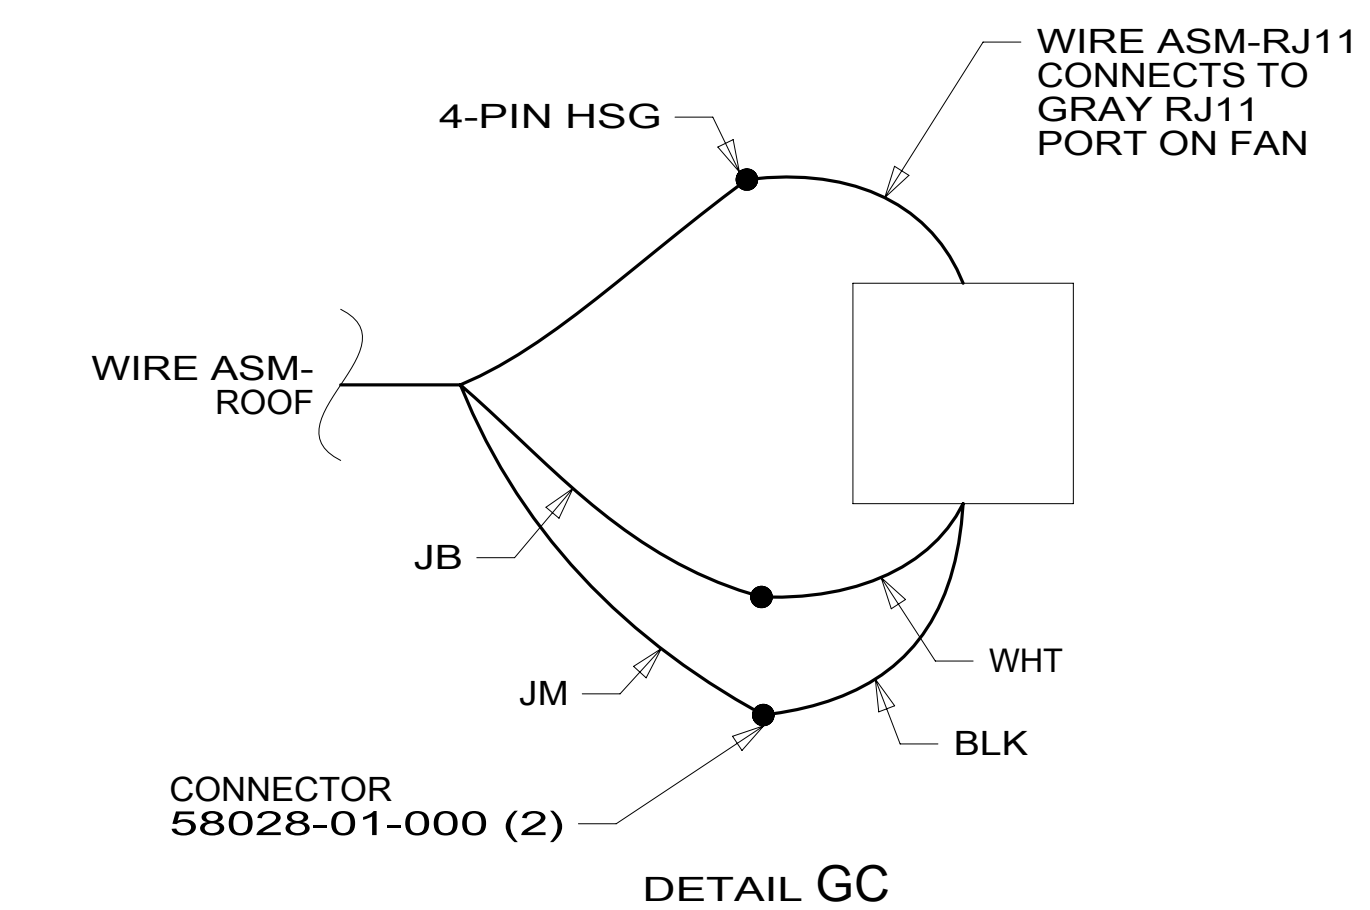 WIRE ASM-RJ11
CONNECTS TO
GRAY RJ11
PORT ON FAN
4-PIN HSG
WIRE ASM-
ROOF
JB
WHT
JM
BLK
CONNECTOR
58028-01-000 (2)
DETAIL GC